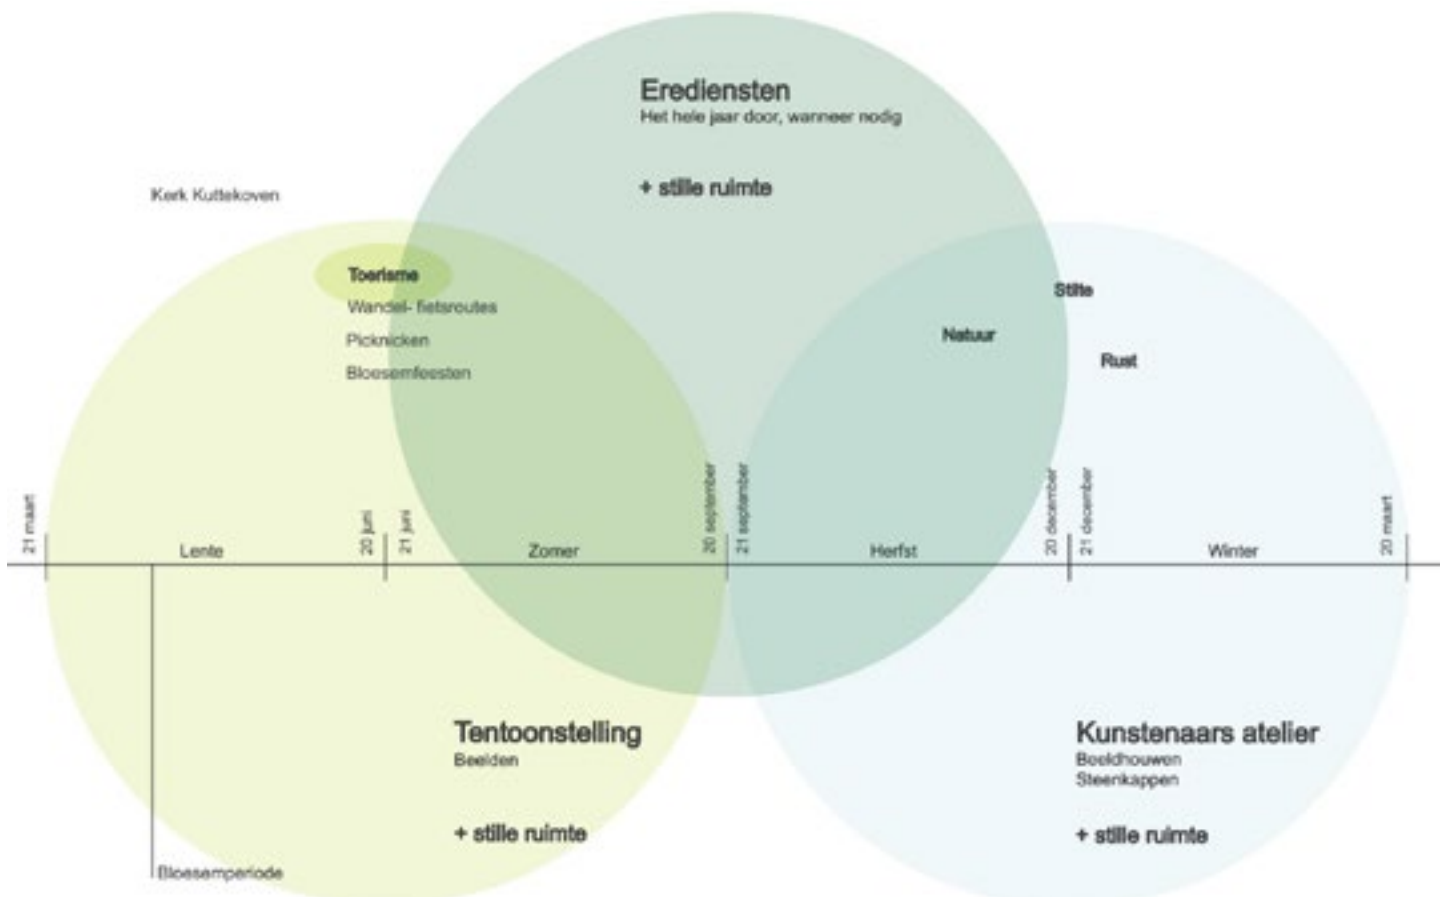 Erediensten
Het hele jaar door, wanneer nodig
+ stille ruimte
Kerk Kuttekoven
Toerisme
Wandel- fietsroutes
Picknicken
Bloesemfeesten
Stilte
Natuur
Rust
21 maart
Lente
20 juni
21 juni
Zomer
20 september
21 september
Herfst
20 december
21 december
Winter
20 maart
Tentoonstelling
Beelden
+ stille ruimte
Kunstenaars atelier
Beeldhouwen
Steenkappen
+ stille ruimte
Bloesemperiode